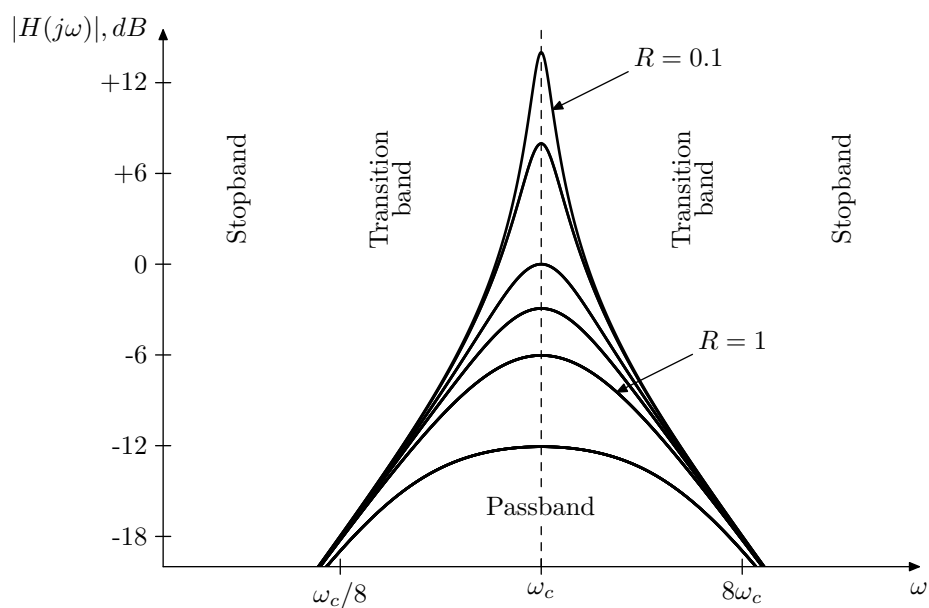 |H(jω)|, dB
R = 0.1
+12
Stopband
Transition
band
Transition
band
Stopband
+6
0
R = 1
-6
-12
Passband
-18
ω_c/8
ω_c
8ω_c
ω